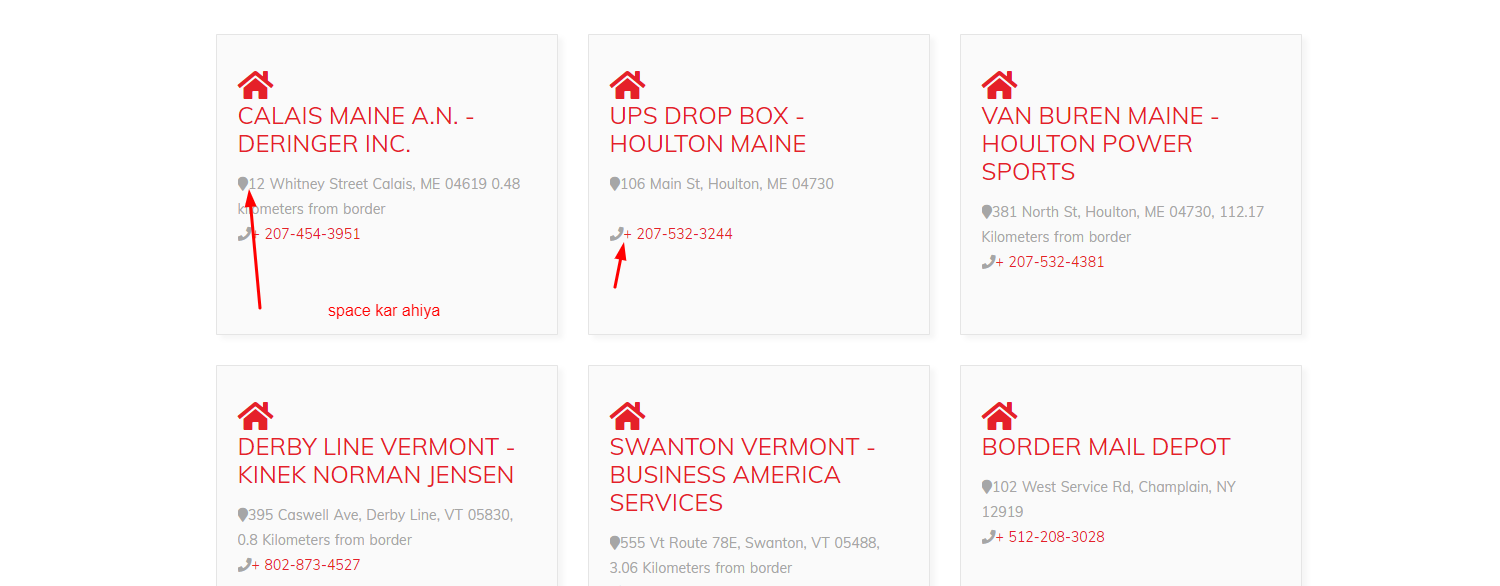 CALAIS MAINE A.N. -
DERINGER INC.
12 Whitney Street Calais, ME 04619 0.48
kilometers from border
+ 207-454-3951
space kar ahiya
UPS DROP BOX -
HOULTON MAINE
106 Main St, Houlton, ME 04730
+ 207-532-3244
VAN BUREN MAINE -
HOULTON POWER
SPORTS
381 North St, Houlton, ME 04730, 112.17
Kilometers from border
+ 207-532-4381
DERBY LINE VERMONT -
KINEK NORMAN JENSEN
395 Caswell Ave, Derby Line, VT 05830,
0.8 Kilometers from border
+ 802-873-4527
SWANTON VERMONT -
BUSINESS AMERICA
SERVICES
555 Vt Route 78E, Swanton, VT 05488,
3.06 Kilometers from border
BORDER MAIL DEPOT
102 West Service Rd, Champlain, NY
12919
+ 512-208-3028